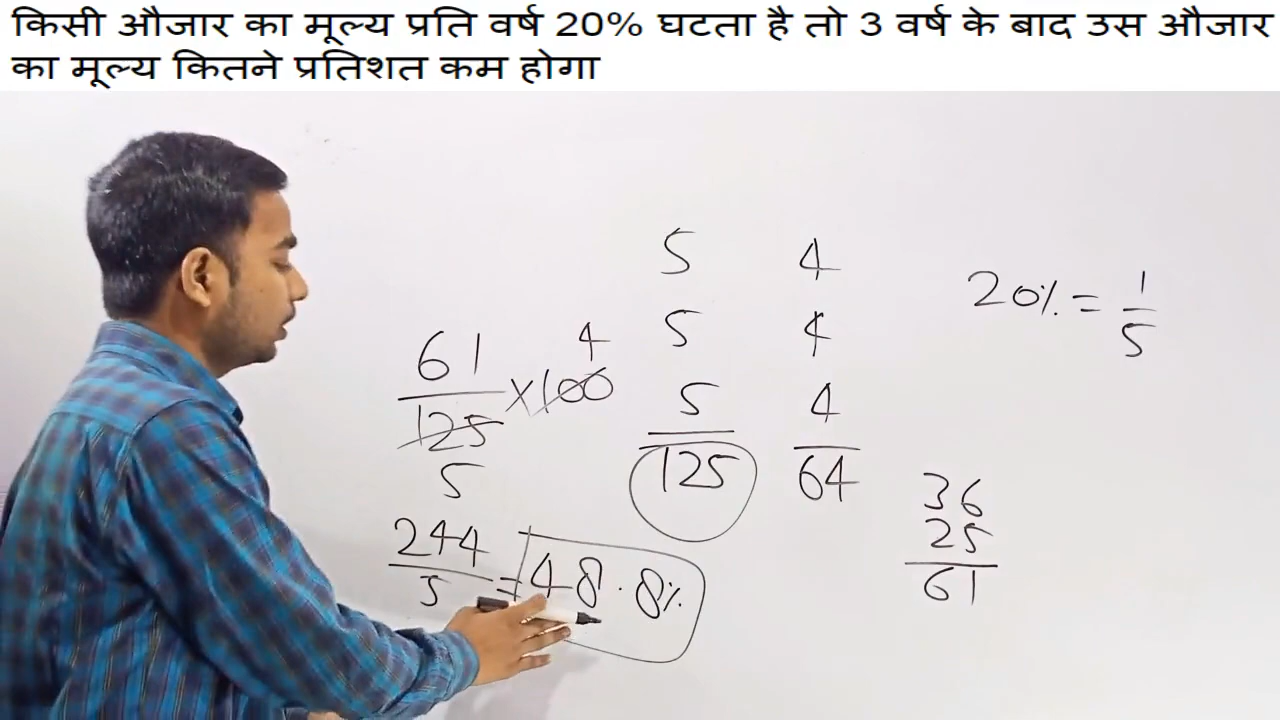 किसी औजार का मूल्य प्रति वर्ष 20% घटता है तो 3 वर्ष के बाद उस औजार
का मूल्य कितने प्रतिशत कम होगा
5 4
5 4
5 4
125 64
20% = 1/5
61/125 × 100
4
5
244/5 = 48.8%
36
25
61